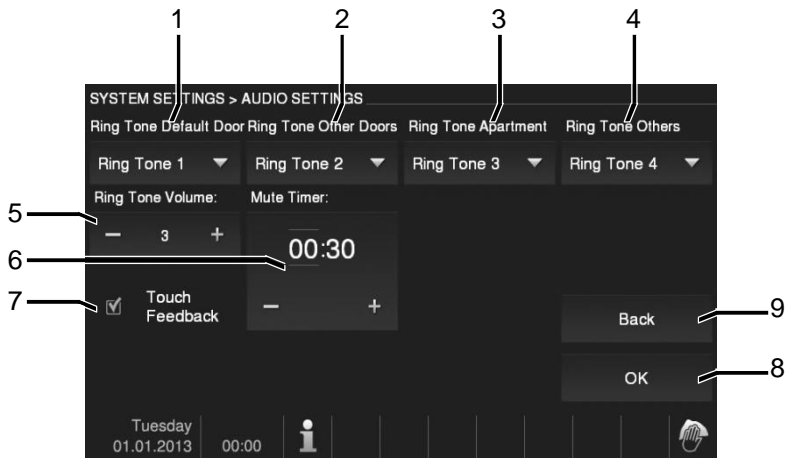 1 2 3 4
SYSTEM SETTINGS > AUDIO SETTINGS
Ring Tone Default Door Ring Tone Other Doors Ring Tone Apartment Ring Tone Others
Ring Tone 1 Ring Tone 2 Ring Tone 3 Ring Tone 4
Ring Tone Volume: Mute Timer:
5
− 3 +
00:30
6
7
Touch
Feedback
− +
Back
9
OK
8
Tuesday
01.01.2013 00:00 i